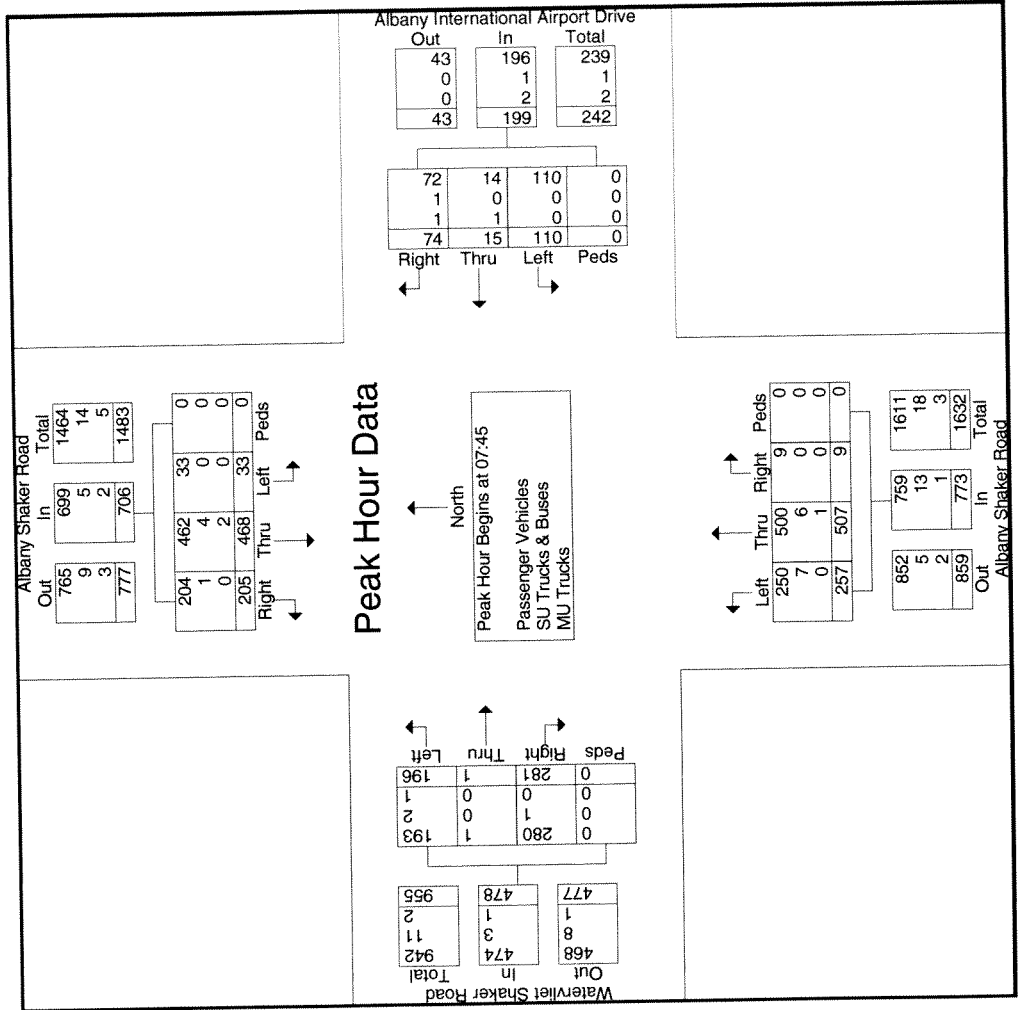 Albany International Airport Drive
Out In Total
43 196 239
0 1 1
0 2 2
43 199 242
72 14 110 0
1 0 0 0
1 1 0 0
74 15 110 0
Right Thru Left Peds
Albany Shaker Road
Out In Total
765 699 1464
9 5 14
3 2 5
777 706 1483
204 462 33 0
1 4 0 0
0 2 0 0
205 468 33 0
Right Thru Left Peds
Peak Hour Data
North
Peak Hour Begins at 07:45
Passenger Vehicles
SU Trucks & Buses
MU Trucks
Left Thru Right Peds
250 500 9 0
7 6 0 0
0 1 0 0
257 507 9 0
852 759 1611
5 13 18
2 1 3
859 773 1632
Out In Total
Albany Shaker Road
Left Thru Right Peds
196 1 281 0
1 0 0 0
2 0 1 0
193 1 280 0
955 478 477
2 1 1
11 3 8
942 474 468
Total In Out
Watervliet Shaker Road